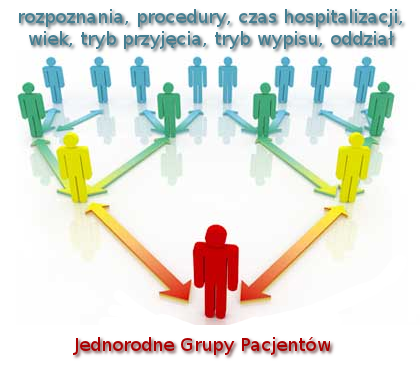 rozpoznania, procedury, czas hospitalizacji,
wiek, tryb przyjęcia, tryb wypisu, oddział
Jednorodne Grupy Pacjentów